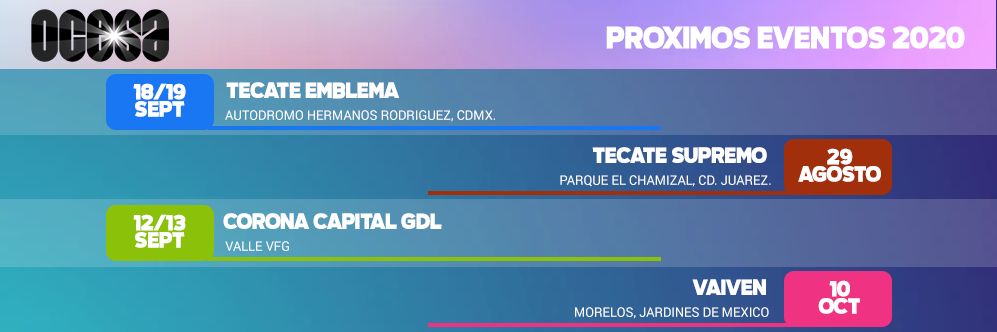 ocesa
PROXIMOS EVENTOS 2020
18/19
SEPT
TECATE EMBLEMA
AUTODROMO HERMANOS RODRIGUEZ, CDMX.
TECATE SUPREMO
PARQUE EL CHAMIZAL, CD. JUAREZ.
29
AGOSTO
12/13
SEPT
CORONA CAPITAL GDL
VALLE VFG
VAIVEN
MORELOS, JARDINES DE MEXICO
10
OCT